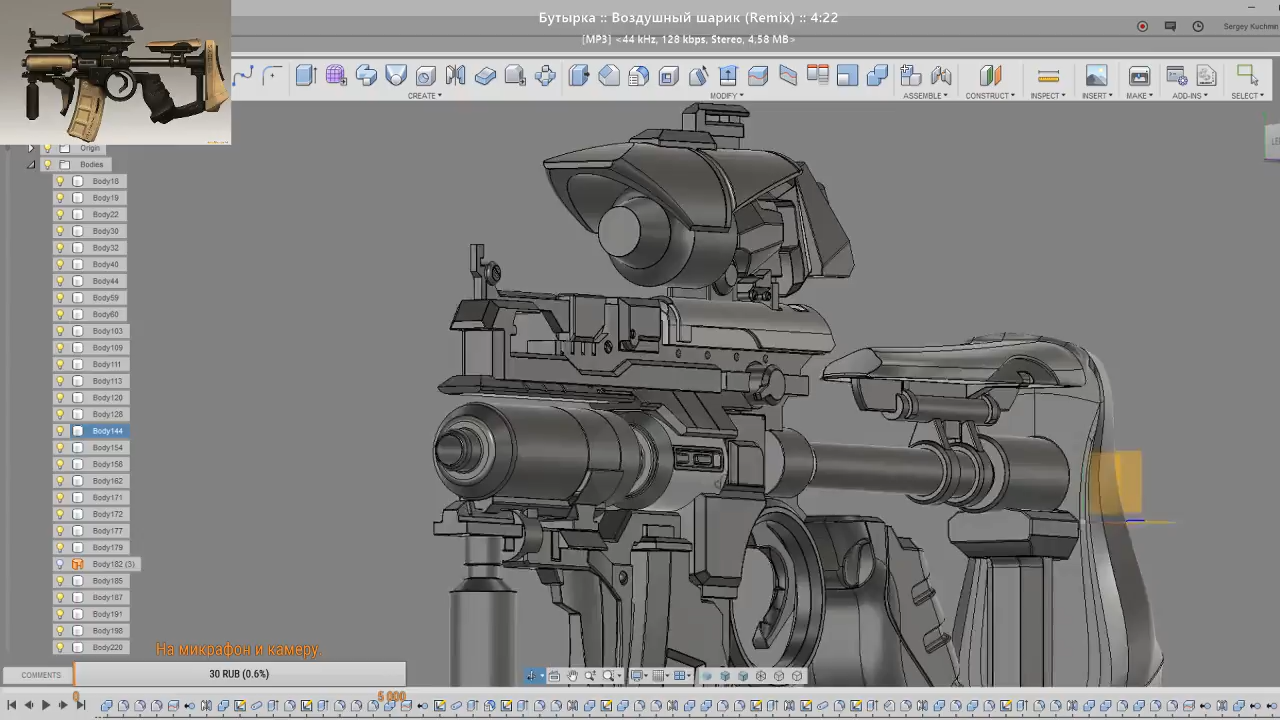 Бутырка :: Воздушный шарик (Remix) :: 4:22
[MP3] <44 kHz, 128 kbps, Stereo, 4.58 MB>
Sergey Kuchmi
CREATE
MODIFY
ASSEMBLE
CONSTRUCT
INSPECT
INSERT
MAKE
ADD-INS
SELECT
Origin
Bodies
Body18
Body19
Body22
Body30
Body32
Body40
Body44
Body59
Body60
Body103
Body109
Body111
Body113
Body120
Body128
Body144
Body154
Body158
Body162
Body171
Body172
Body177
Body179
Body182 (3)
Body185
Body187
Body191
Body198
Body220
На микрофон и камеру.
COMMENTS
30 RUB (0.6%)
0
5 000